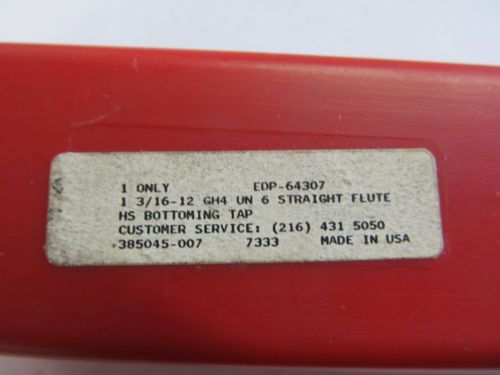 1 ONLY EDP-64307
1 3/16-12 GH4 UN 6 STRAIGHT FLUTE
HS BOTTOMING TAP
CUSTOMER SERVICE: (216) 431 5050
*385045-007 7333 MADE IN USA